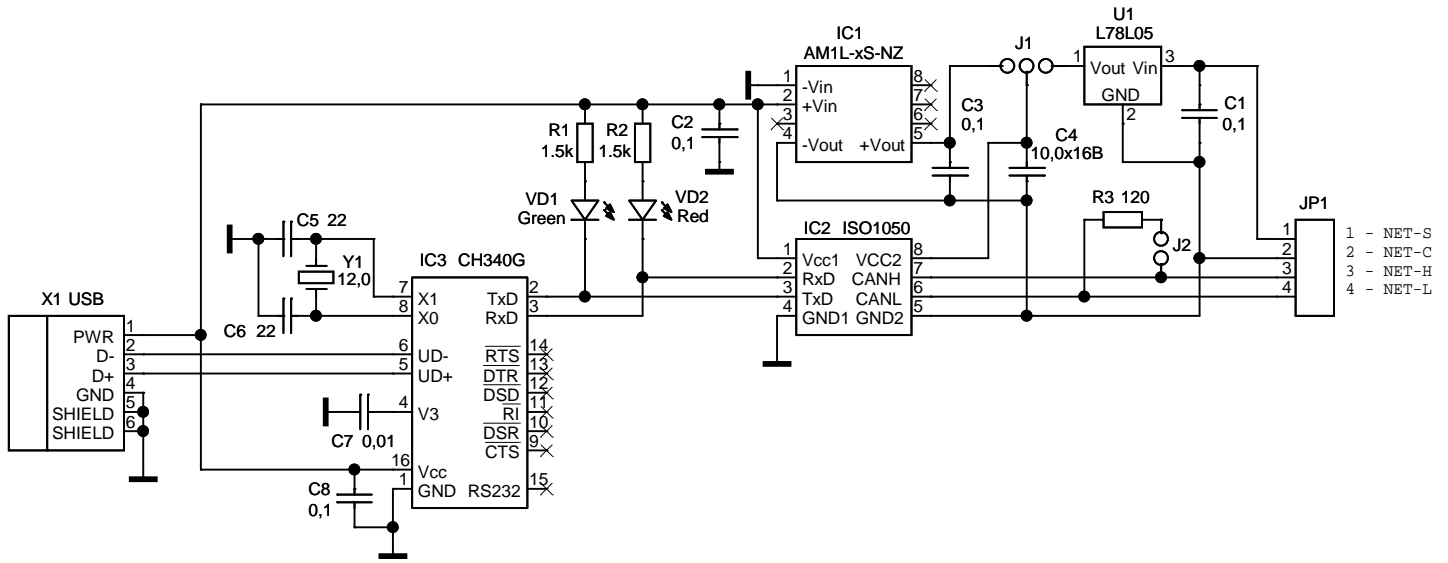 IC1
AM1L-xS-NZ
1 -Vin
2 +Vin
3
4 -Vout
8
7
6
5 +Vout
J1
U1
L78L05
1 Vout Vin 3
GND
2
C1
0,1
C3
0,1
C4
10,0x16B
R1
1.5k
R2
1.5k
C2
0,1
VD1
Green
VD2
Red
R3 120
J2
JP1
1
2
3
4
1 - NET-S
2 - NET-C
3 - NET-H
4 - NET-L
IC2 ISO1050
1 Vcc1 VCC2 8
2 RxD CANH 7
3 TxD CANL 6
4 GND1 GND2 5
C5 22
Y1
12,0
C6 22
IC3 CH340G
7 X1 TxD 2
8 X0 RxD 3
6 UD- RTS 14
5 UD+ DTR 13
DSD 12
4 V3 RI 11
DSR 10
CTS 9
16 Vcc
1 GND RS232 15
X1 USB
PWR 1
D- 2
D+ 3
GND 4
SHIELD 5
SHIELD 6
C7 0,01
C8
0,1